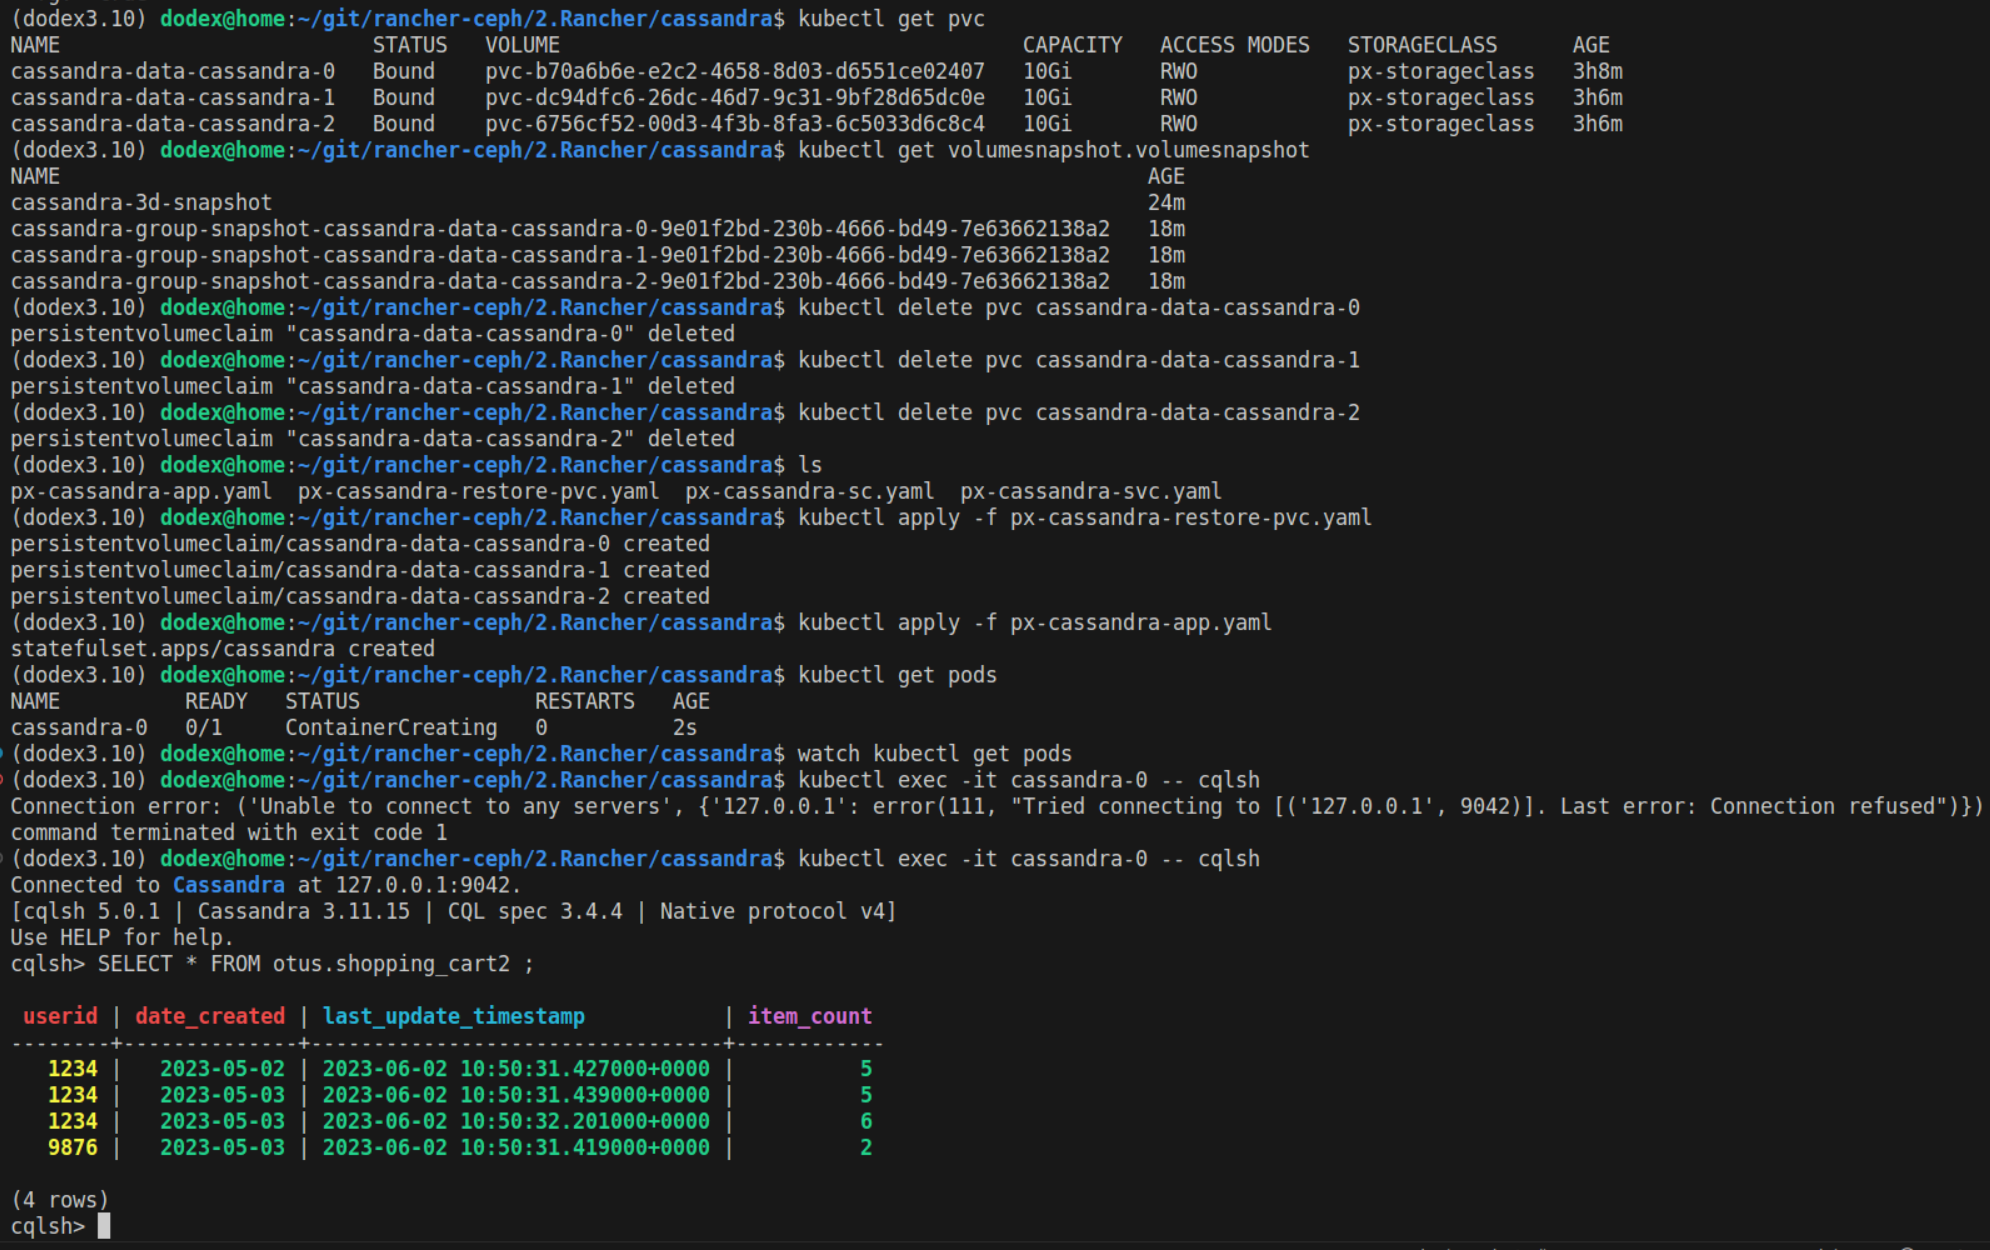 (dodex3.10) dodex@home:~/git/rancher-ceph/2.Rancher/cassandra$ kubectl get pvc
NAME                         STATUS   VOLUME                                     CAPACITY   ACCESS MODES   STORAGECLASS      AGE
cassandra-data-cassandra-0   Bound    pvc-b70a6b6e-e2c2-4658-8d03-d6551ce02407   10Gi       RWO            px-storageclass   3h8m
cassandra-data-cassandra-1   Bound    pvc-dc94dfc6-26dc-46d7-9c31-9bf28d65dc0e   10Gi       RWO            px-storageclass   3h6m
cassandra-data-cassandra-2   Bound    pvc-6756cf52-00d3-4f3b-8fa3-6c5033d6c8c4   10Gi       RWO            px-storageclass   3h6m
(dodex3.10) dodex@home:~/git/rancher-ceph/2.Rancher/cassandra$ kubectl get volumesnapshot.volumesnapshot
NAME                                                                                       AGE
cassandra-3d-snapshot                                                                      24m
cassandra-group-snapshot-cassandra-data-cassandra-0-9e01f2bd-230b-4666-bd49-7e63662138a2   18m
cassandra-group-snapshot-cassandra-data-cassandra-1-9e01f2bd-230b-4666-bd49-7e63662138a2   18m
cassandra-group-snapshot-cassandra-data-cassandra-2-9e01f2bd-230b-4666-bd49-7e63662138a2   18m
(dodex3.10) dodex@home:~/git/rancher-ceph/2.Rancher/cassandra$ kubectl delete pvc cassandra-data-cassandra-0
persistentvolumeclaim "cassandra-data-cassandra-0" deleted
(dodex3.10) dodex@home:~/git/rancher-ceph/2.Rancher/cassandra$ kubectl delete pvc cassandra-data-cassandra-1
persistentvolumeclaim "cassandra-data-cassandra-1" deleted
(dodex3.10) dodex@home:~/git/rancher-ceph/2.Rancher/cassandra$ kubectl delete pvc cassandra-data-cassandra-2
persistentvolumeclaim "cassandra-data-cassandra-2" deleted
(dodex3.10) dodex@home:~/git/rancher-ceph/2.Rancher/cassandra$ ls
px-cassandra-app.yaml  px-cassandra-restore-pvc.yaml  px-cassandra-sc.yaml  px-cassandra-svc.yaml
(dodex3.10) dodex@home:~/git/rancher-ceph/2.Rancher/cassandra$ kubectl apply -f px-cassandra-restore-pvc.yaml
persistentvolumeclaim/cassandra-data-cassandra-0 created
persistentvolumeclaim/cassandra-data-cassandra-1 created
persistentvolumeclaim/cassandra-data-cassandra-2 created
(dodex3.10) dodex@home:~/git/rancher-ceph/2.Rancher/cassandra$ kubectl apply -f px-cassandra-app.yaml
statefulset.apps/cassandra created
(dodex3.10) dodex@home:~/git/rancher-ceph/2.Rancher/cassandra$ kubectl get pods
NAME          READY   STATUS              RESTARTS   AGE
cassandra-0   0/1     ContainerCreating   0          2s
(dodex3.10) dodex@home:~/git/rancher-ceph/2.Rancher/cassandra$ watch kubectl get pods
(dodex3.10) dodex@home:~/git/rancher-ceph/2.Rancher/cassandra$ kubectl exec -it cassandra-0 -- cqlsh
Connection error: ('Unable to connect to any servers', {'127.0.0.1': error(111, "Tried connecting to [('127.0.0.1', 9042)]. Last error: Connection refused")})
command terminated with exit code 1
(dodex3.10) dodex@home:~/git/rancher-ceph/2.Rancher/cassandra$ kubectl exec -it cassandra-0 -- cqlsh
Connected to Cassandra at 127.0.0.1:9042.
[cqlsh 5.0.1 | Cassandra 3.11.15 | CQL spec 3.4.4 | Native protocol v4]
Use HELP for help.
cqlsh> SELECT * FROM otus.shopping_cart2 ;
 userid | date_created | last_update_timestamp           | item_count
--------+--------------+---------------------------------+------------
   1234 |   2023-05-02 | 2023-06-02 10:50:31.427000+0000 |          5
   1234 |   2023-05-03 | 2023-06-02 10:50:31.439000+0000 |          5
   1234 |   2023-05-03 | 2023-06-02 10:50:32.201000+0000 |          6
   9876 |   2023-05-03 | 2023-06-02 10:50:31.419000+0000 |          2
(4 rows)
cqlsh>